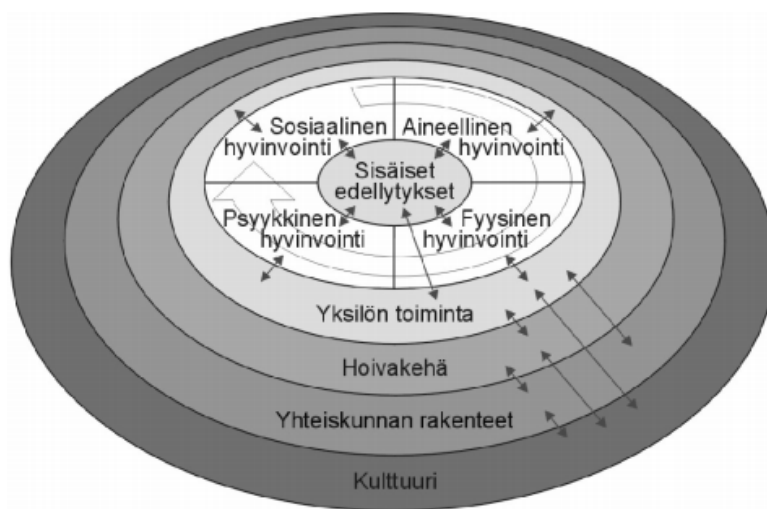 Sosiaalinen
hyvinvointi
Aineellinen
hyvinvointi
Sisäiset
edellytykset
Psyykkinen
hyvinvointi
Fyysinen
hyvinvointi
Yksilön toiminta
Hoivakehä
Yhteiskunnan rakenteet
Kulttuuri